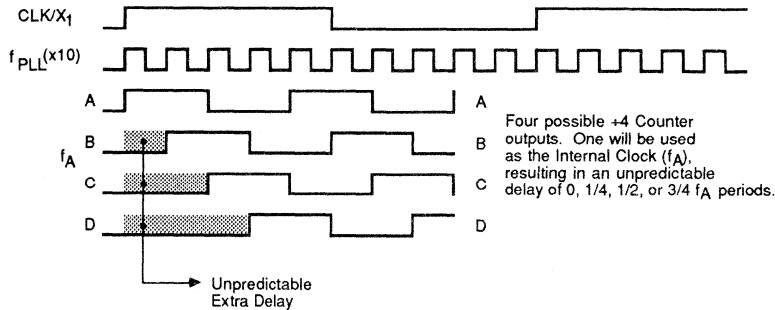 CLK/X1
f PLL (x10)
A A
Four possible +4 Counter
outputs. One will be used
as the Internal Clock (fA),
resulting in an unpredictable
delay of 0, 1/4, 1/2, or 3/4 fA periods.
B B
fA
C C
D D
Unpredictable
Extra Delay